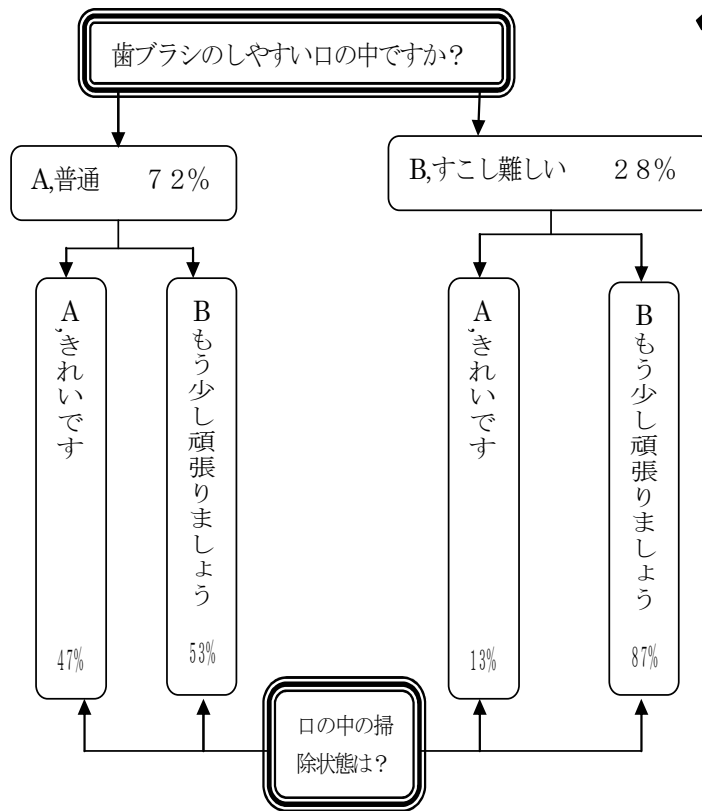 歯ブラシのしやすい口の中ですか？
A,普通　７２%
B,すこし難しい　２８%
A,きれいです
47%
Bもう少し頑張りましょう
53%
A,きれいです
13%
Bもう少し頑張りましょう
87%
口の中の掃
除状態は？